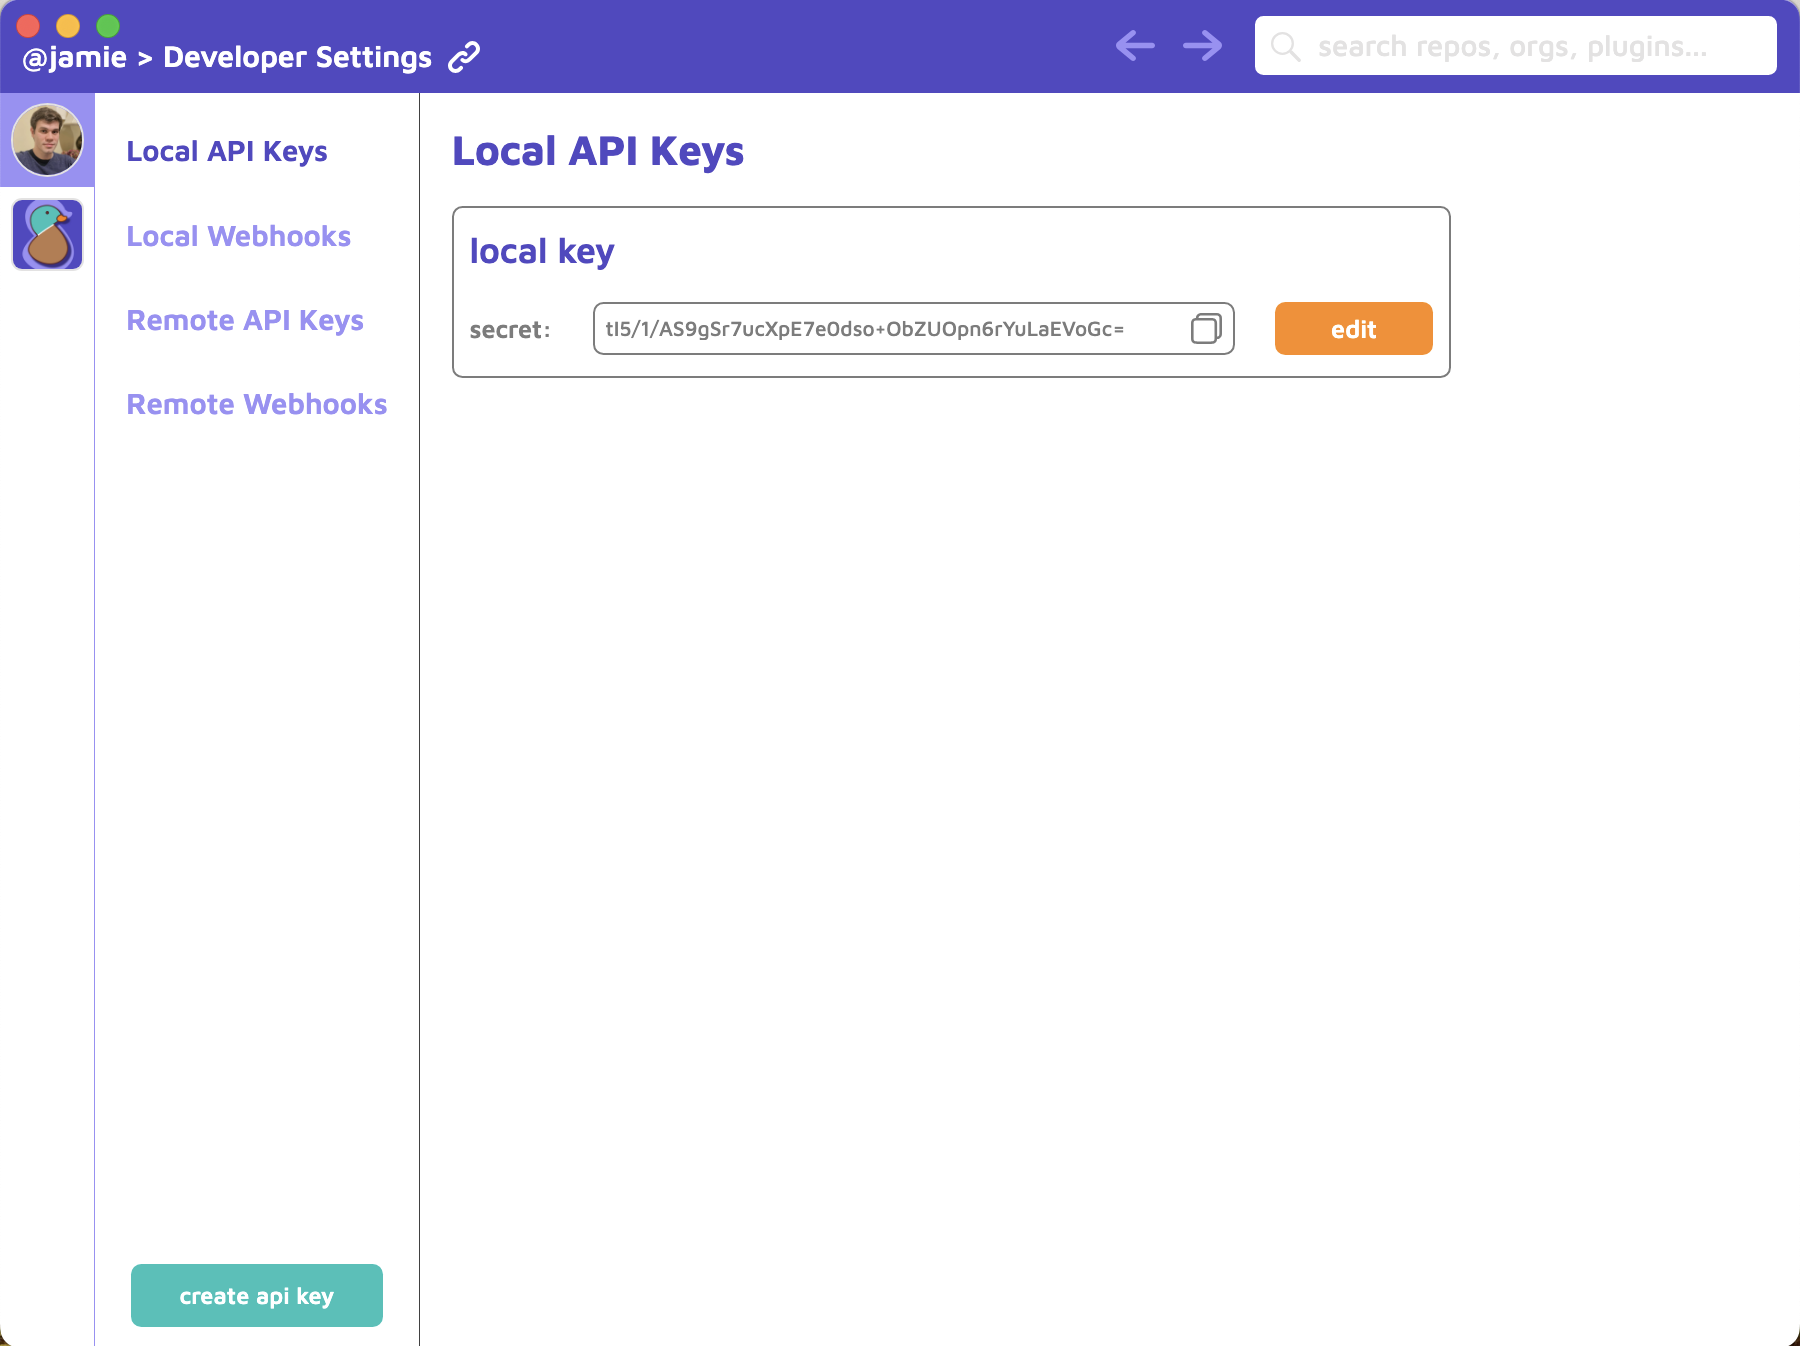 @jamie > Developer Settings
search repos, orgs, plugins...
Local API Keys
Local Webhooks
Remote API Keys
Remote Webhooks
create api key
Local API Keys
local key
secret:
tI5/1/AS9gSr7ucXpE7e0dso+ObZUOpn6rYuLaEVoGc=
edit